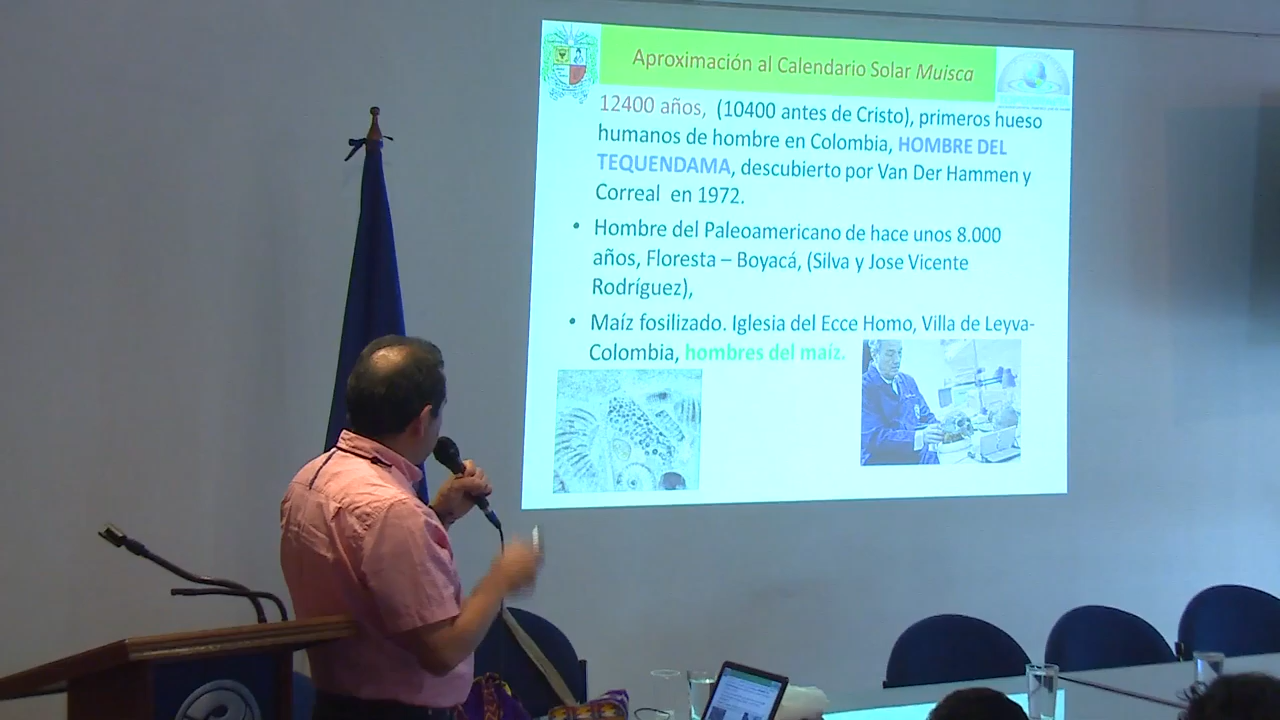 Aproximación al Calendario Solar Muisca
12400 años, (10400 antes de Cristo), primeros hueso
humanos de hombre en Colombia, HOMBRE DEL
TEQUENDAMA, descubierto por Van Der Hammen y
Correal en 1972.
• Hombre del Paleoamericano de hace unos 8.000
años, Floresta – Boyacá, (Silva y Jose Vicente
Rodríguez),
• Maíz fosilizado. Iglesia del Ecce Homo, Villa de Leyva-
Colombia, hombres del maíz.